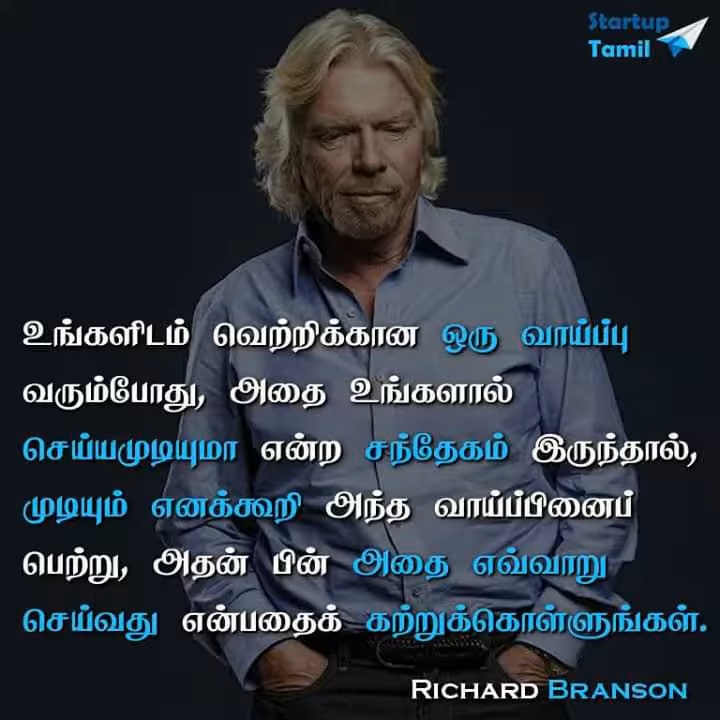 Startup
Tamil
உங்களிடம் வெற்றிக்கான ஒரு வாய்ப்பு
வரும்போது, அதை உங்களால்
செய்யமுடியுமா என்ற சந்தேகம் இருந்தால்,
முடியும் எனக்கூறி அந்த வாய்ப்பினைப்
பெற்று, அதன் பின் அதை எவ்வாறு
செய்வது என்பதைக் கற்றுக்கொள்ளுங்கள்.
RICHARD BRANSON